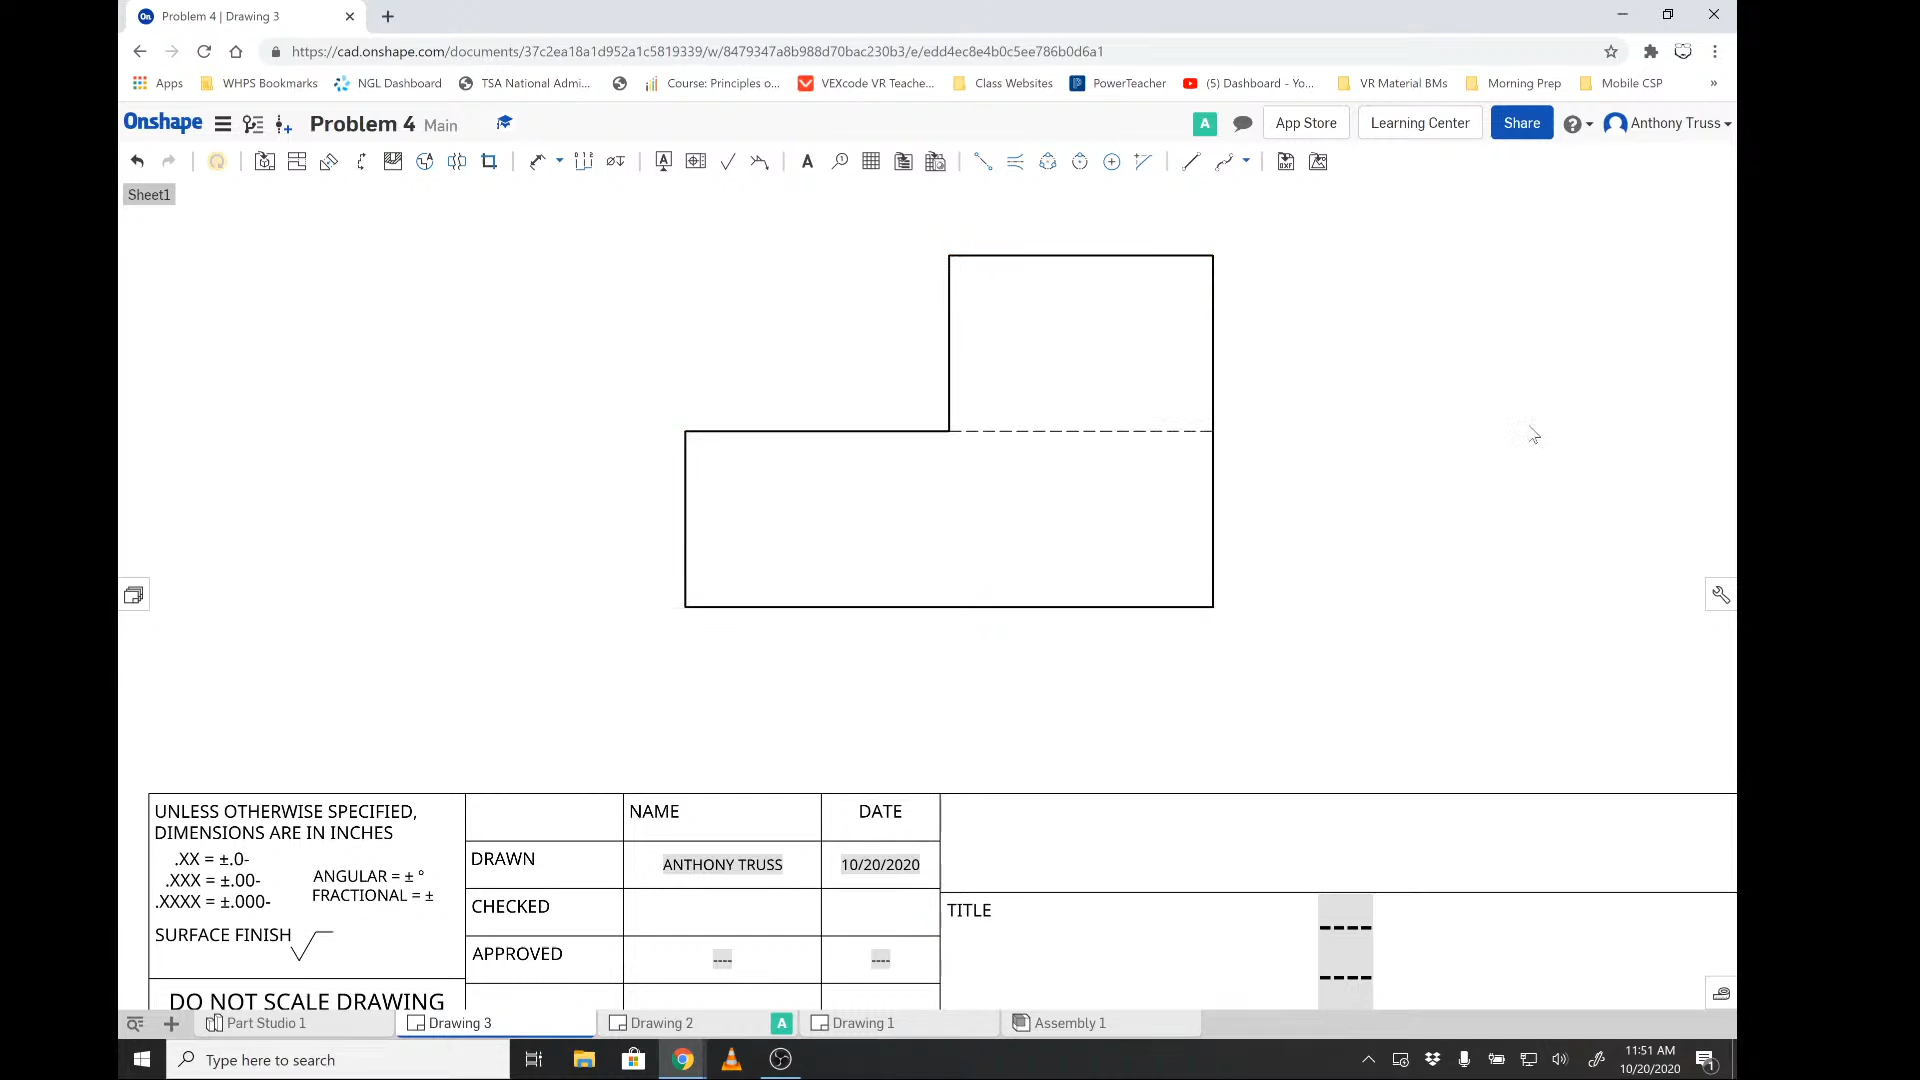 On Problem 4 | Drawing 3
https://cad.onshape.com/documents/37c2ea18a1d952a1c5819339/w/8479347a8b988d70bac230b3/e/edd4ec8e4b0c5ee786b0d6a1
Apps WHPS Bookmarks NGL Dashboard TSA National Admi... Course: Principles o... VEXcode VR Teache... Class Websites PowerTeacher (5) Dashboard - Yo... VR Material BMs Morning Prep Mobile CSP »
Onshape Problem 4 Main A App Store Learning Center Share Anthony Truss
Sheet1
UNLESS OTHERWISE SPECIFIED,
DIMENSIONS ARE IN INCHES
.XX = ±.0-
.XXX = ±.00-
.XXXX = ±.000-
ANGULAR = ± °
FRACTIONAL = ±
SURFACE FINISH
DO NOT SCALE DRAWING
NAME DATE
DRAWN ANTHONY TRUSS 10/20/2020
CHECKED
APPROVED ---- ----
TITLE ----
----
Part Studio 1 Drawing 3 Drawing 2 A Drawing 1 Assembly 1
Type here to search
11:51 AM
10/20/2020
1